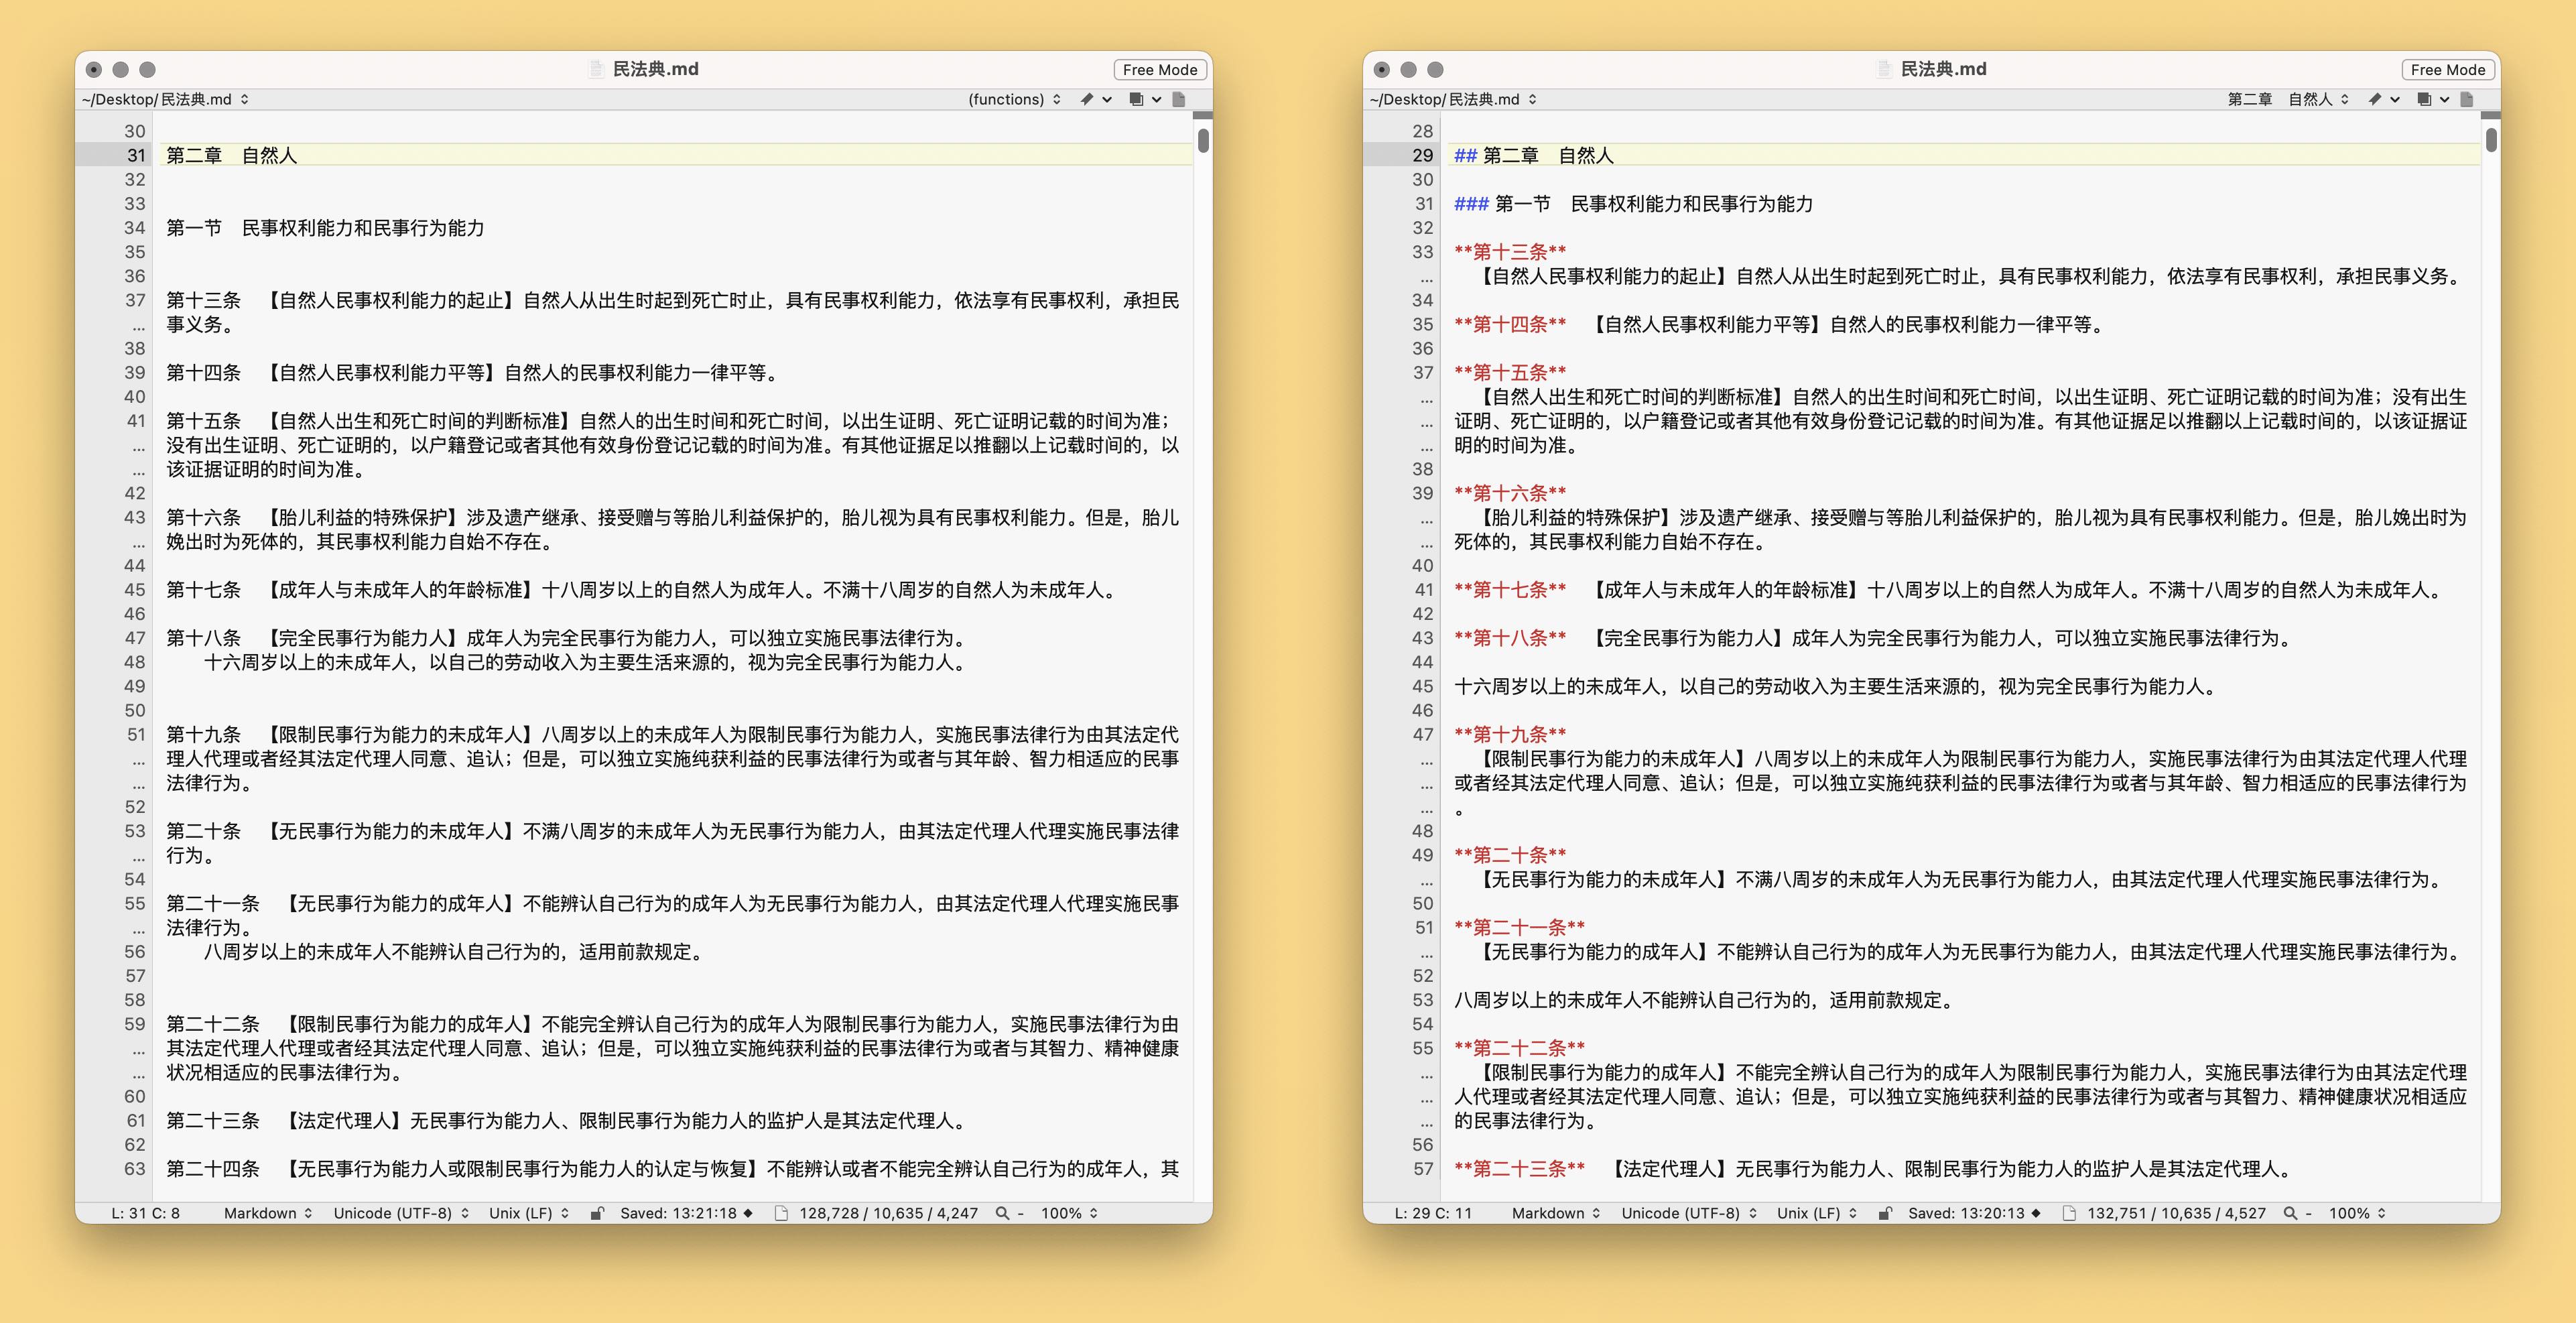 民法典.md
Free Mode
~/Desktop/民法典.md
(functions)
30
31 第二章　自然人
32
33
34 第一节　民事权利能力和民事行为能力
35
36
37 第十三条　【自然人民事权利能力的起止】自然人从出生时起到死亡时止，具有民事权利能力，依法享有民事权利，承担民
... 事义务。
38
39 第十四条　【自然人民事权利能力平等】自然人的民事权利能力一律平等。
40
41 第十五条　【自然人出生和死亡时间的判断标准】自然人的出生时间和死亡时间，以出生证明、死亡证明记载的时间为准；
... 没有出生证明、死亡证明的，以户籍登记或者其他有效身份登记记载的时间为准。有其他证据足以推翻以上记载时间的，以
... 该证据证明的时间为准。
42
43 第十六条　【胎儿利益的特殊保护】涉及遗产继承、接受赠与等胎儿利益保护的，胎儿视为具有民事权利能力。但是，胎儿
... 娩出时为死体的，其民事权利能力自始不存在。
44
45 第十七条　【成年人与未成年人的年龄标准】十八周岁以上的自然人为成年人。不满十八周岁的自然人为未成年人。
46
47 第十八条　【完全民事行为能力人】成年人为完全民事行为能力人，可以独立实施民事法律行为。
48 　　十六周岁以上的未成年人，以自己的劳动收入为主要生活来源的，视为完全民事行为能力人。
49
50
51 第十九条　【限制民事行为能力的未成年人】八周岁以上的未成年人为限制民事行为能力人，实施民事法律行为由其法定代
... 理人代理或者经其法定代理人同意、追认；但是，可以独立实施纯获利益的民事法律行为或者与其年龄、智力相适应的民事
... 法律行为。
52
53 第二十条　【无民事行为能力的未成年人】不满八周岁的未成年人为无民事行为能力人，由其法定代理人代理实施民事法律
... 行为。
54
55 第二十一条　【无民事行为能力的成年人】不能辨认自己行为的成年人为无民事行为能力人，由其法定代理人代理实施民事
... 法律行为。
56 　　八周岁以上的未成年人不能辨认自己行为的，适用前款规定。
57
58
59 第二十二条　【限制民事行为能力的成年人】不能完全辨认自己行为的成年人为限制民事行为能力人，实施民事法律行为由
... 其法定代理人代理或者经其法定代理人同意、追认；但是，可以独立实施纯获利益的民事法律行为或者与其智力、精神健康
... 状况相适应的民事法律行为。
60
61 第二十三条　【法定代理人】无民事行为能力人、限制民事行为能力人的监护人是其法定代理人。
62
63 第二十四条　【无民事行为能力人或限制民事行为能力人的认定与恢复】不能辨认或者不能完全辨认自己行为的成年人，其
L: 31 C: 8 Markdown Unicode (UTF-8) Unix (LF) Saved: 13:21:18 128,728 / 10,635 / 4,247 - 100%
民法典.md
Free Mode
~/Desktop/民法典.md
第二章　自然人
28
29 ## 第二章　自然人
30
31 ### 第一节　民事权利能力和民事行为能力
32
33 **第十三条**
... 　【自然人民事权利能力的起止】自然人从出生时起到死亡时止，具有民事权利能力，依法享有民事权利，承担民事义务。
34
35 **第十四条**　【自然人民事权利能力平等】自然人的民事权利能力一律平等。
36
37 **第十五条**
... 　【自然人出生和死亡时间的判断标准】自然人的出生时间和死亡时间，以出生证明、死亡证明记载的时间为准；没有出生
... 证明、死亡证明的，以户籍登记或者其他有效身份登记记载的时间为准。有其他证据足以推翻以上记载时间的，以该证据证
... 明的时间为准。
38
39 **第十六条**
... 　【胎儿利益的特殊保护】涉及遗产继承、接受赠与等胎儿利益保护的，胎儿视为具有民事权利能力。但是，胎儿娩出时为
... 死体的，其民事权利能力自始不存在。
40
41 **第十七条**　【成年人与未成年人的年龄标准】十八周岁以上的自然人为成年人。不满十八周岁的自然人为未成年人。
42
43 **第十八条**　【完全民事行为能力人】成年人为完全民事行为能力人，可以独立实施民事法律行为。
44
45 十六周岁以上的未成年人，以自己的劳动收入为主要生活来源的，视为完全民事行为能力人。
46
47 **第十九条**
... 　【限制民事行为能力的未成年人】八周岁以上的未成年人为限制民事行为能力人，实施民事法律行为由其法定代理人代理
... 或者经其法定代理人同意、追认；但是，可以独立实施纯获利益的民事法律行为或者与其年龄、智力相适应的民事法律行为
... 。
48
49 **第二十条**
... 　【无民事行为能力的未成年人】不满八周岁的未成年人为无民事行为能力人，由其法定代理人代理实施民事法律行为。
50
51 **第二十一条**
... 　【无民事行为能力的成年人】不能辨认自己行为的成年人为无民事行为能力人，由其法定代理人代理实施民事法律行为。
52
53 八周岁以上的未成年人不能辨认自己行为的，适用前款规定。
54
55 **第二十二条**
... 　【限制民事行为能力的成年人】不能完全辨认自己行为的成年人为限制民事行为能力人，实施民事法律行为由其法定代理
... 人代理或者经其法定代理人同意、追认；但是，可以独立实施纯获利益的民事法律行为或者与其智力、精神健康状况相适应
... 的民事法律行为。
56
57 **第二十三条**　【法定代理人】无民事行为能力人、限制民事行为能力人的监护人是其法定代理人。
L: 29 C: 11 Markdown Unicode (UTF-8) Unix (LF) Saved: 13:20:13 132,751 / 10,635 / 4,527 - 100%